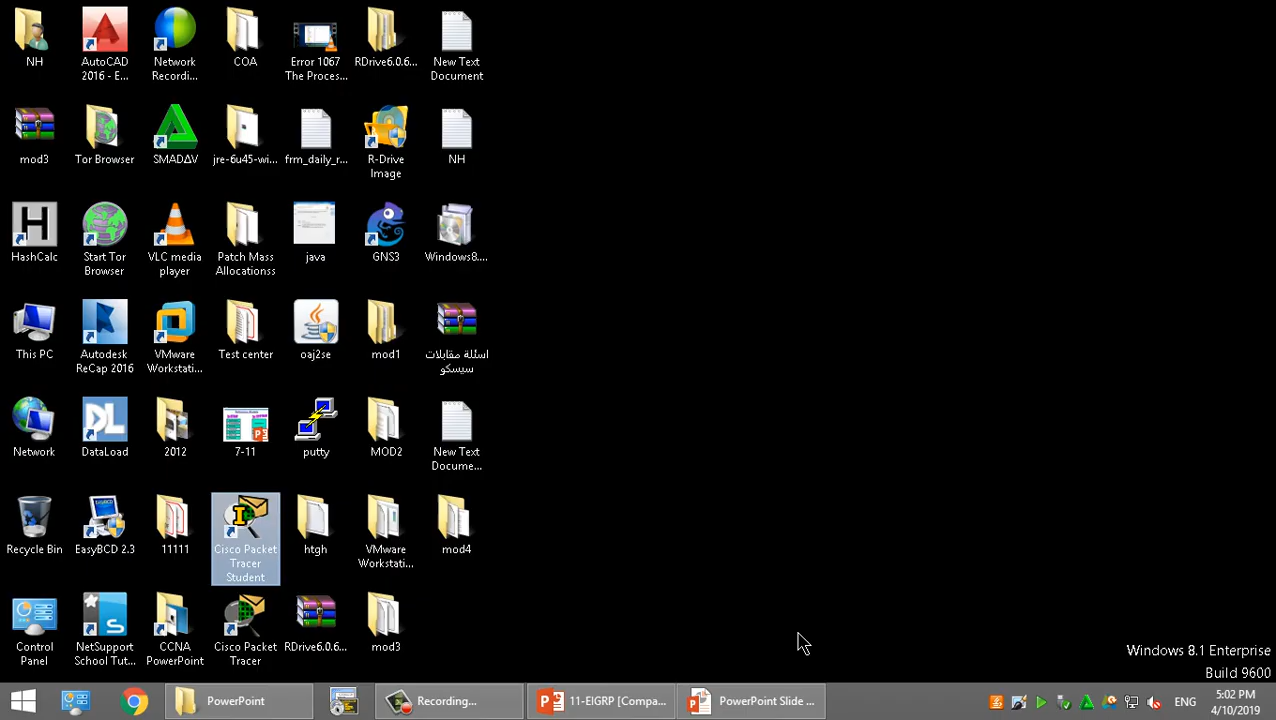 NH
AutoCAD
2016 - E...
Network
Recordi...
COA
Error 1067
The Proces...
RDrive6.0.6...
New Text
Document
mod3
Tor Browser
SMADΔV
jre-6u45-wi...
frm_daily_r...
R-Drive
Image
NH
HashCalc
Start Tor
Browser
VLC media
player
Patch Mass
Allocationss
java
GNS3
Windows8....
This PC
Autodesk
ReCap 2016
VMware
Workstati...
Test center
oaj2se
mod1
اسئلة مقابلات
سيسكو
Network
DataLoad
2012
7-11
putty
MOD2
New Text
Docume...
Recycle Bin
EasyBCD 2.3
11111
Cisco Packet
Tracer
Student
htgh
VMware
Workstati...
mod4
Control
Panel
NetSupport
School Tut...
CCNA
PowerPoint
Cisco Packet
Tracer
RDrive6.0.6...
mod3
Windows 8.1 Enterprise
Build 9600
PowerPoint
Recording...
11-EIGRP [Compa...
PowerPoint Slide ...
ENG
5:02 PM
4/10/2019